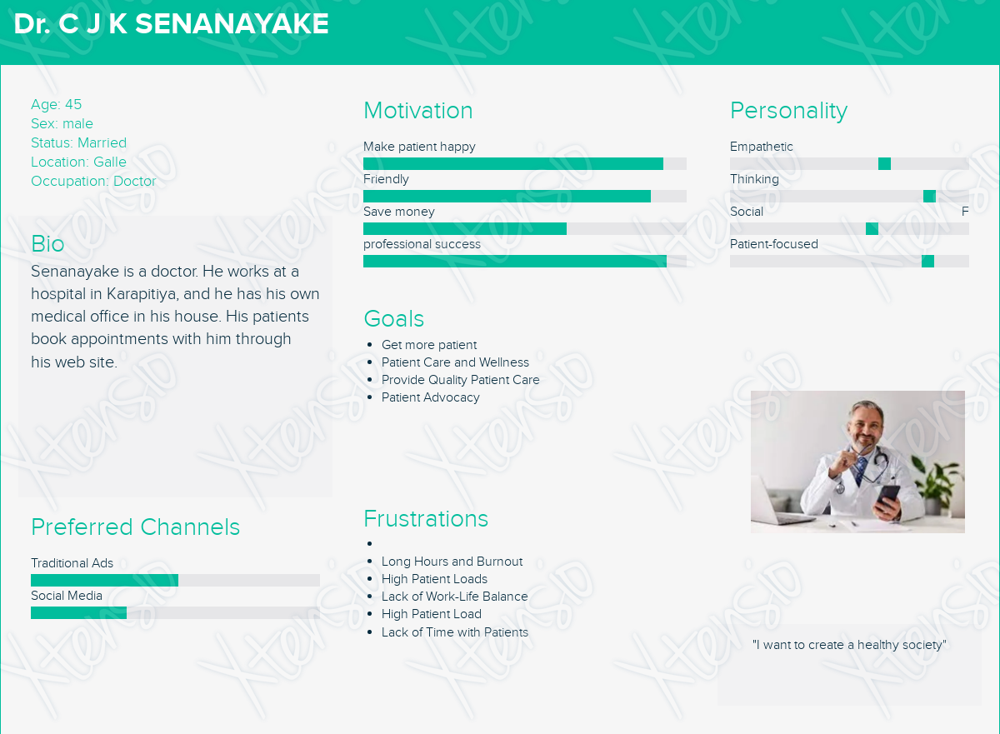 Dr. C J K SENANAYAKE
Age: 45
Sex: male
Status: Married
Location: Galle
Occupation: Doctor
Bio
Senanayake is a doctor. He works at a
hospital in Karapitiya, and he has his own
medical office in his house. His patients
book appointments with him through
his web site.
Preferred Channels
Traditional Ads
Social Media
Motivation
Make patient happy
Friendly
Save money
professional success
Goals
Get more patient
Patient Care and Wellness
Provide Quality Patient Care
Patient Advocacy
Frustrations
Long Hours and Burnout
High Patient Loads
Lack of Work-Life Balance
High Patient Load
Lack of Time with Patients
Personality
Empathetic
Thinking
Social F
Patient-focused
"I want to create a healthy society"
Xtensio